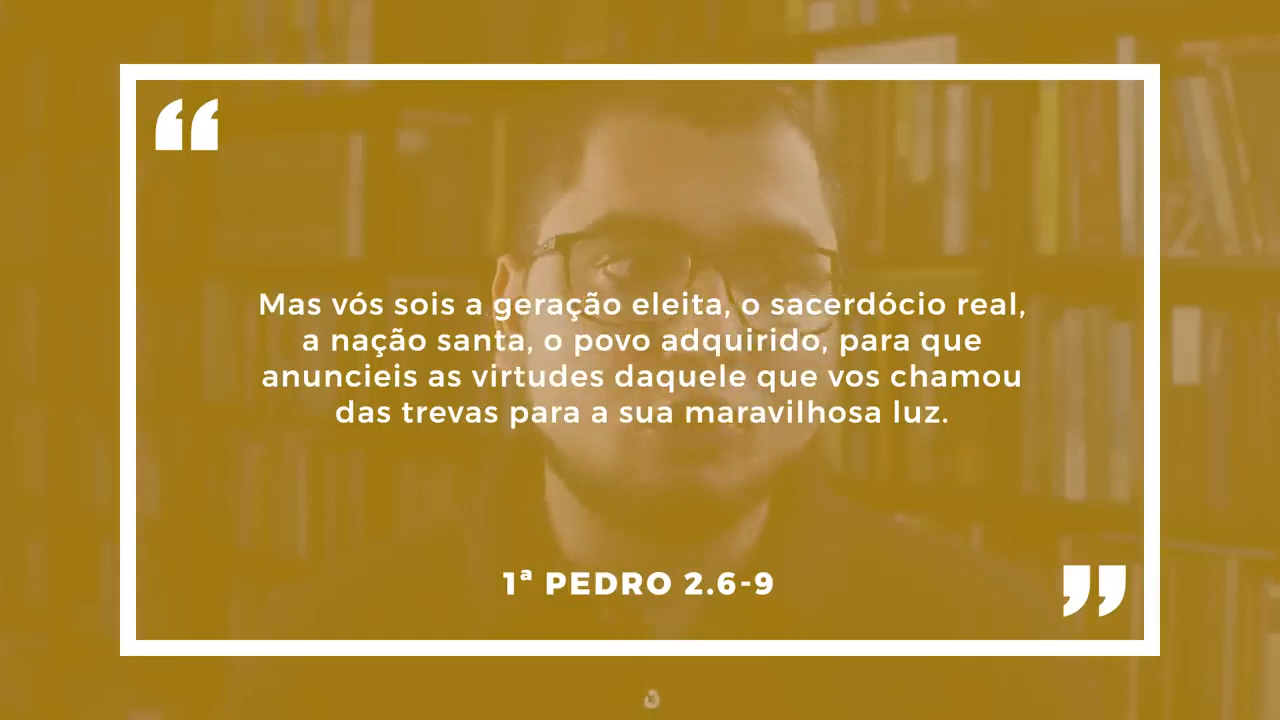 “
Mas vós sois a geração eleita, o sacerdócio real,
a nação santa, o povo adquirido, para que
anuncieis as virtudes daquele que vos chamou
das trevas para a sua maravilhosa luz.
1ª PEDRO 2.6-9
”